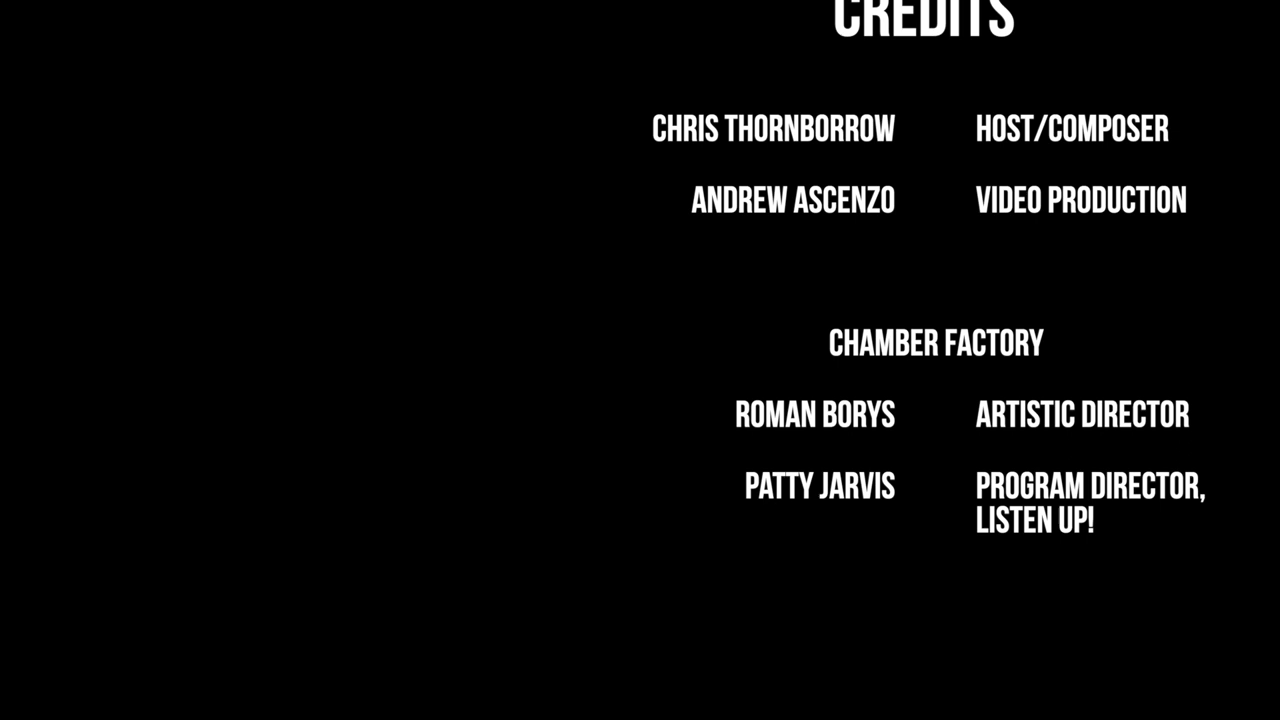 CREDITS
CHRIS THORNBORROW HOST/COMPOSER
ANDREW ASCENZO VIDEO PRODUCTION
CHAMBER FACTORY
ROMAN BORYS ARTISTIC DIRECTOR
PATTY JARVIS PROGRAM DIRECTOR,
LISTEN UP!